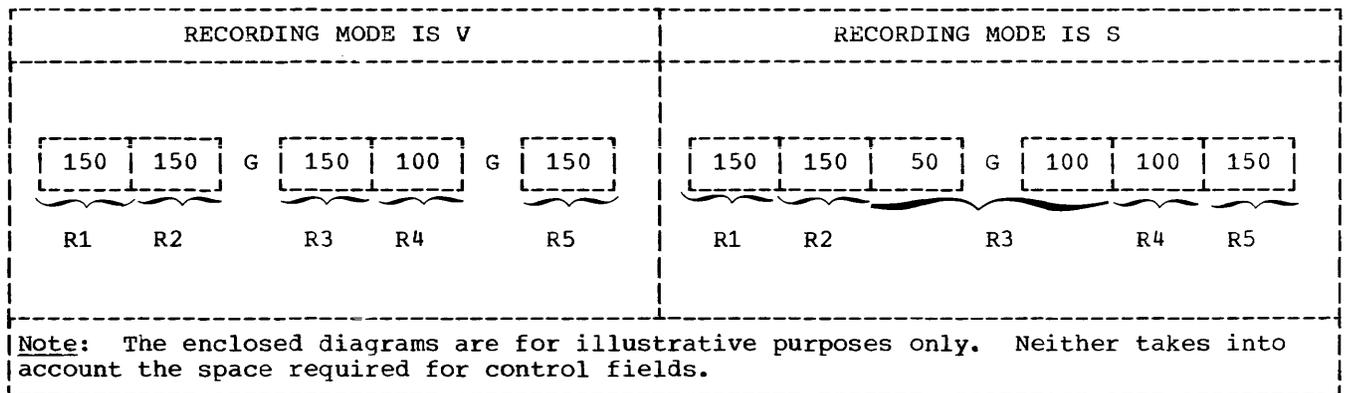 RECORDING MODE IS V
RECORDING MODE IS S
150 150 G 150 100 G 150
150 150 50 G 100 100 150
R1 R2 R3 R4 R5
R1 R2 R3 R4 R5
Note: The enclosed diagrams are for illustrative purposes only. Neither takes into
account the space required for control fields.